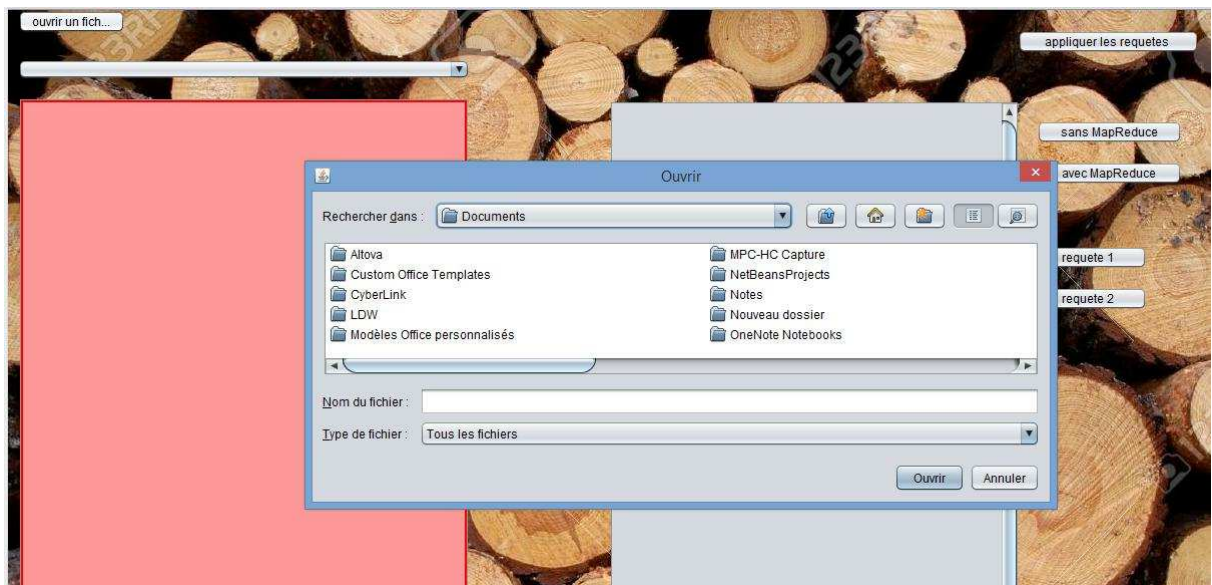 ouvrir un fich...
appliquer les requetes
sans MapReduce
avec MapReduce
requete 1
requete 2
Ouvrir
Rechercher dans :
Documents
Altova
Custom Office Templates
CyberLink
LDW
Modèles Office personnalisés
MPC-HC Capture
NetBeansProjects
Notes
Nouveau dossier
OneNote Notebooks
Nom du fichier :
Type de fichier :
Tous les fichiers
Ouvrir
Annuler